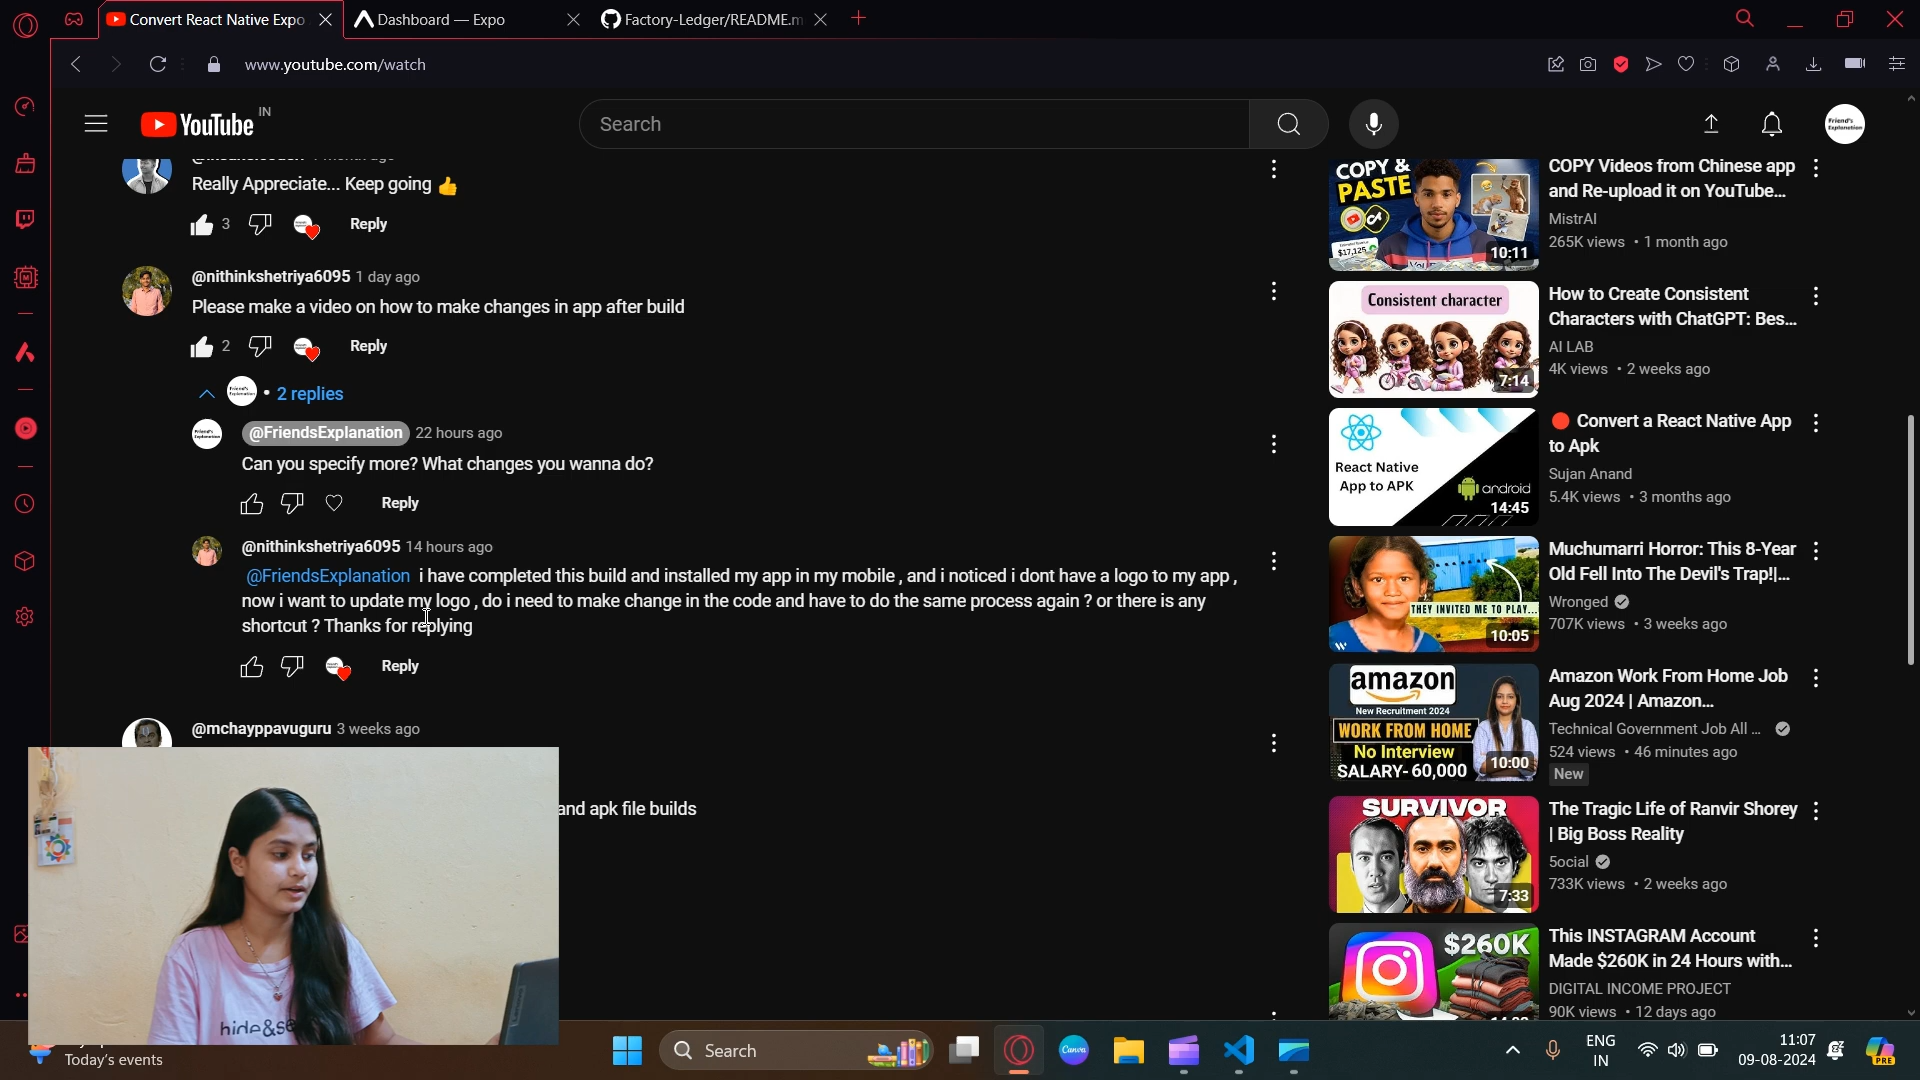 Convert React Native Expo
Dashboard — Expo
Factory-Ledger/README.m
www.youtube.com/watch
YouTube IN
Search
Friend's Explanation
Really Appreciate... Keep going 👍
3
Reply
@nithinkshetriya6095 1 day ago
Please make a video on how to make changes in app after build
2
Reply
• 2 replies
@FriendsExplanation 22 hours ago
Can you specify more? What changes you wanna do?
Reply
@nithinkshetriya6095 14 hours ago
@FriendsExplanation i have completed this build and installed my app in my mobile , and i noticed i dont have a logo to my app ,
now i want to update my logo , do i need to make change in the code and have to do the same process again ? or there is any
shortcut ? Thanks for replying
Reply
@mchayppavuguru 3 weeks ago
and apk file builds
hide&se
COPY &
PASTE
$17,125
10:11
COPY Videos from Chinese app
and Re-upload it on YouTube...
MistrAI
265K views • 1 month ago
Consistent character
7:14
How to Create Consistent
Characters with ChatGPT: Bes...
AI LAB
4K views • 2 weeks ago
React Native
App to APK
android
14:45
🔴 Convert a React Native App
to Apk
Sujan Anand
5.4K views • 3 months ago
THEY INVITED ME TO PLAY...
10:05
Muchumarri Horror: This 8-Year
Old Fell Into The Devil's Trap!|...
Wronged
707K views • 3 weeks ago
amazon
New Recruitment 2024
WORK FROM HOME
No Interview
SALARY- 60,000
10:00
Amazon Work From Home Job
Aug 2024 | Amazon...
Technical Government Job All ...
524 views • 46 minutes ago
New
SURVIVOR
7:33
The Tragic Life of Ranvir Shorey
| Big Boss Reality
5ocial
733K views • 2 weeks ago
$260K
This INSTAGRAM Account
Made $260K in 24 Hours with...
DIGITAL INCOME PROJECT
90K views • 12 days ago
Today's events
Search
Canva
ENG
IN
11:07
09-08-2024
PRE